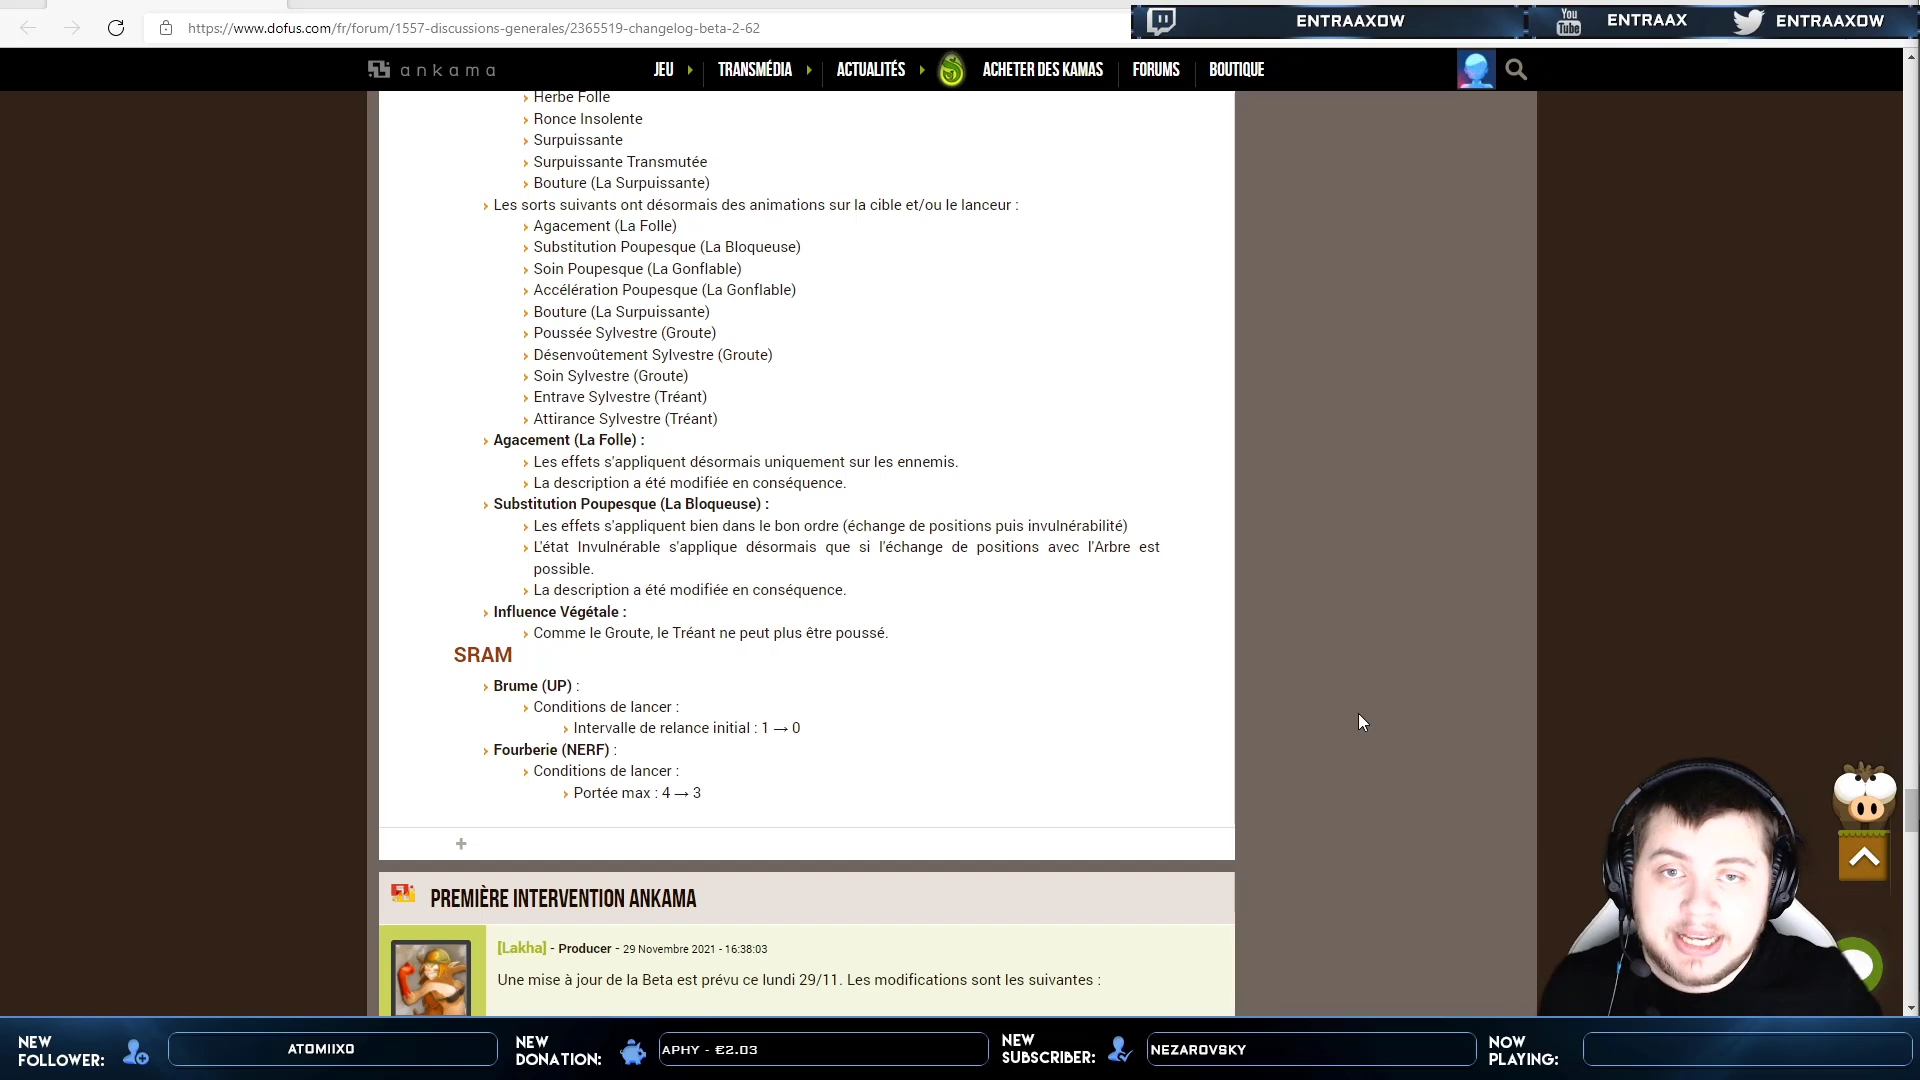 https://www.dofus.com/fr/forum/1557-discussions-generales/2365519-changelog-beta-2-62
ENTRAAXOW
You
Tube
ENTRAAX
ENTRAAXOW
ankama
JEU
TRANSMÉDIA
ACTUALITÉS
ACHETER DES KAMAS
FORUMS
BOUTIQUE
Herbe Folle
Ronce Insolente
Surpuissante
Surpuissante Transmutée
Bouture (La Surpuissante)
Les sorts suivants ont désormais des animations sur la cible et/ou le lanceur :
Agacement (La Folle)
Substitution Poupesque (La Bloqueuse)
Soin Poupesque (La Gonflable)
Accélération Poupesque (La Gonflable)
Bouture (La Surpuissante)
Poussée Sylvestre (Groute)
Désenvoûtement Sylvestre (Groute)
Soin Sylvestre (Groute)
Entrave Sylvestre (Tréant)
Attirance Sylvestre (Tréant)
Agacement (La Folle) :
Les effets s'appliquent désormais uniquement sur les ennemis.
La description a été modifiée en conséquence.
Substitution Poupesque (La Bloqueuse) :
Les effets s'appliquent bien dans le bon ordre (échange de positions puis invulnérabilité)
L'état Invulnérable s'applique désormais que si l'échange de positions avec l'Arbre est
possible.
La description a été modifiée en conséquence.
Influence Végétale :
Comme le Groute, le Tréant ne peut plus être poussé.
SRAM
Brume (UP) :
Conditions de lancer :
Intervalle de relance initial : 1 → 0
Fourberie (NERF) :
Conditions de lancer :
Portée max : 4 → 3
+
PREMIÈRE INTERVENTION ANKAMA
[Lakha] - Producer - 29 Novembre 2021 - 16:38:03
Une mise à jour de la Beta est prévu ce lundi 29/11. Les modifications sont les suivantes :
NEW
FOLLOWER:
ATOMIIXO
NEW
DONATION:
APHY - €2.03
NEW
SUBSCRIBER:
NEZAROVSKY
NOW
PLAYING: